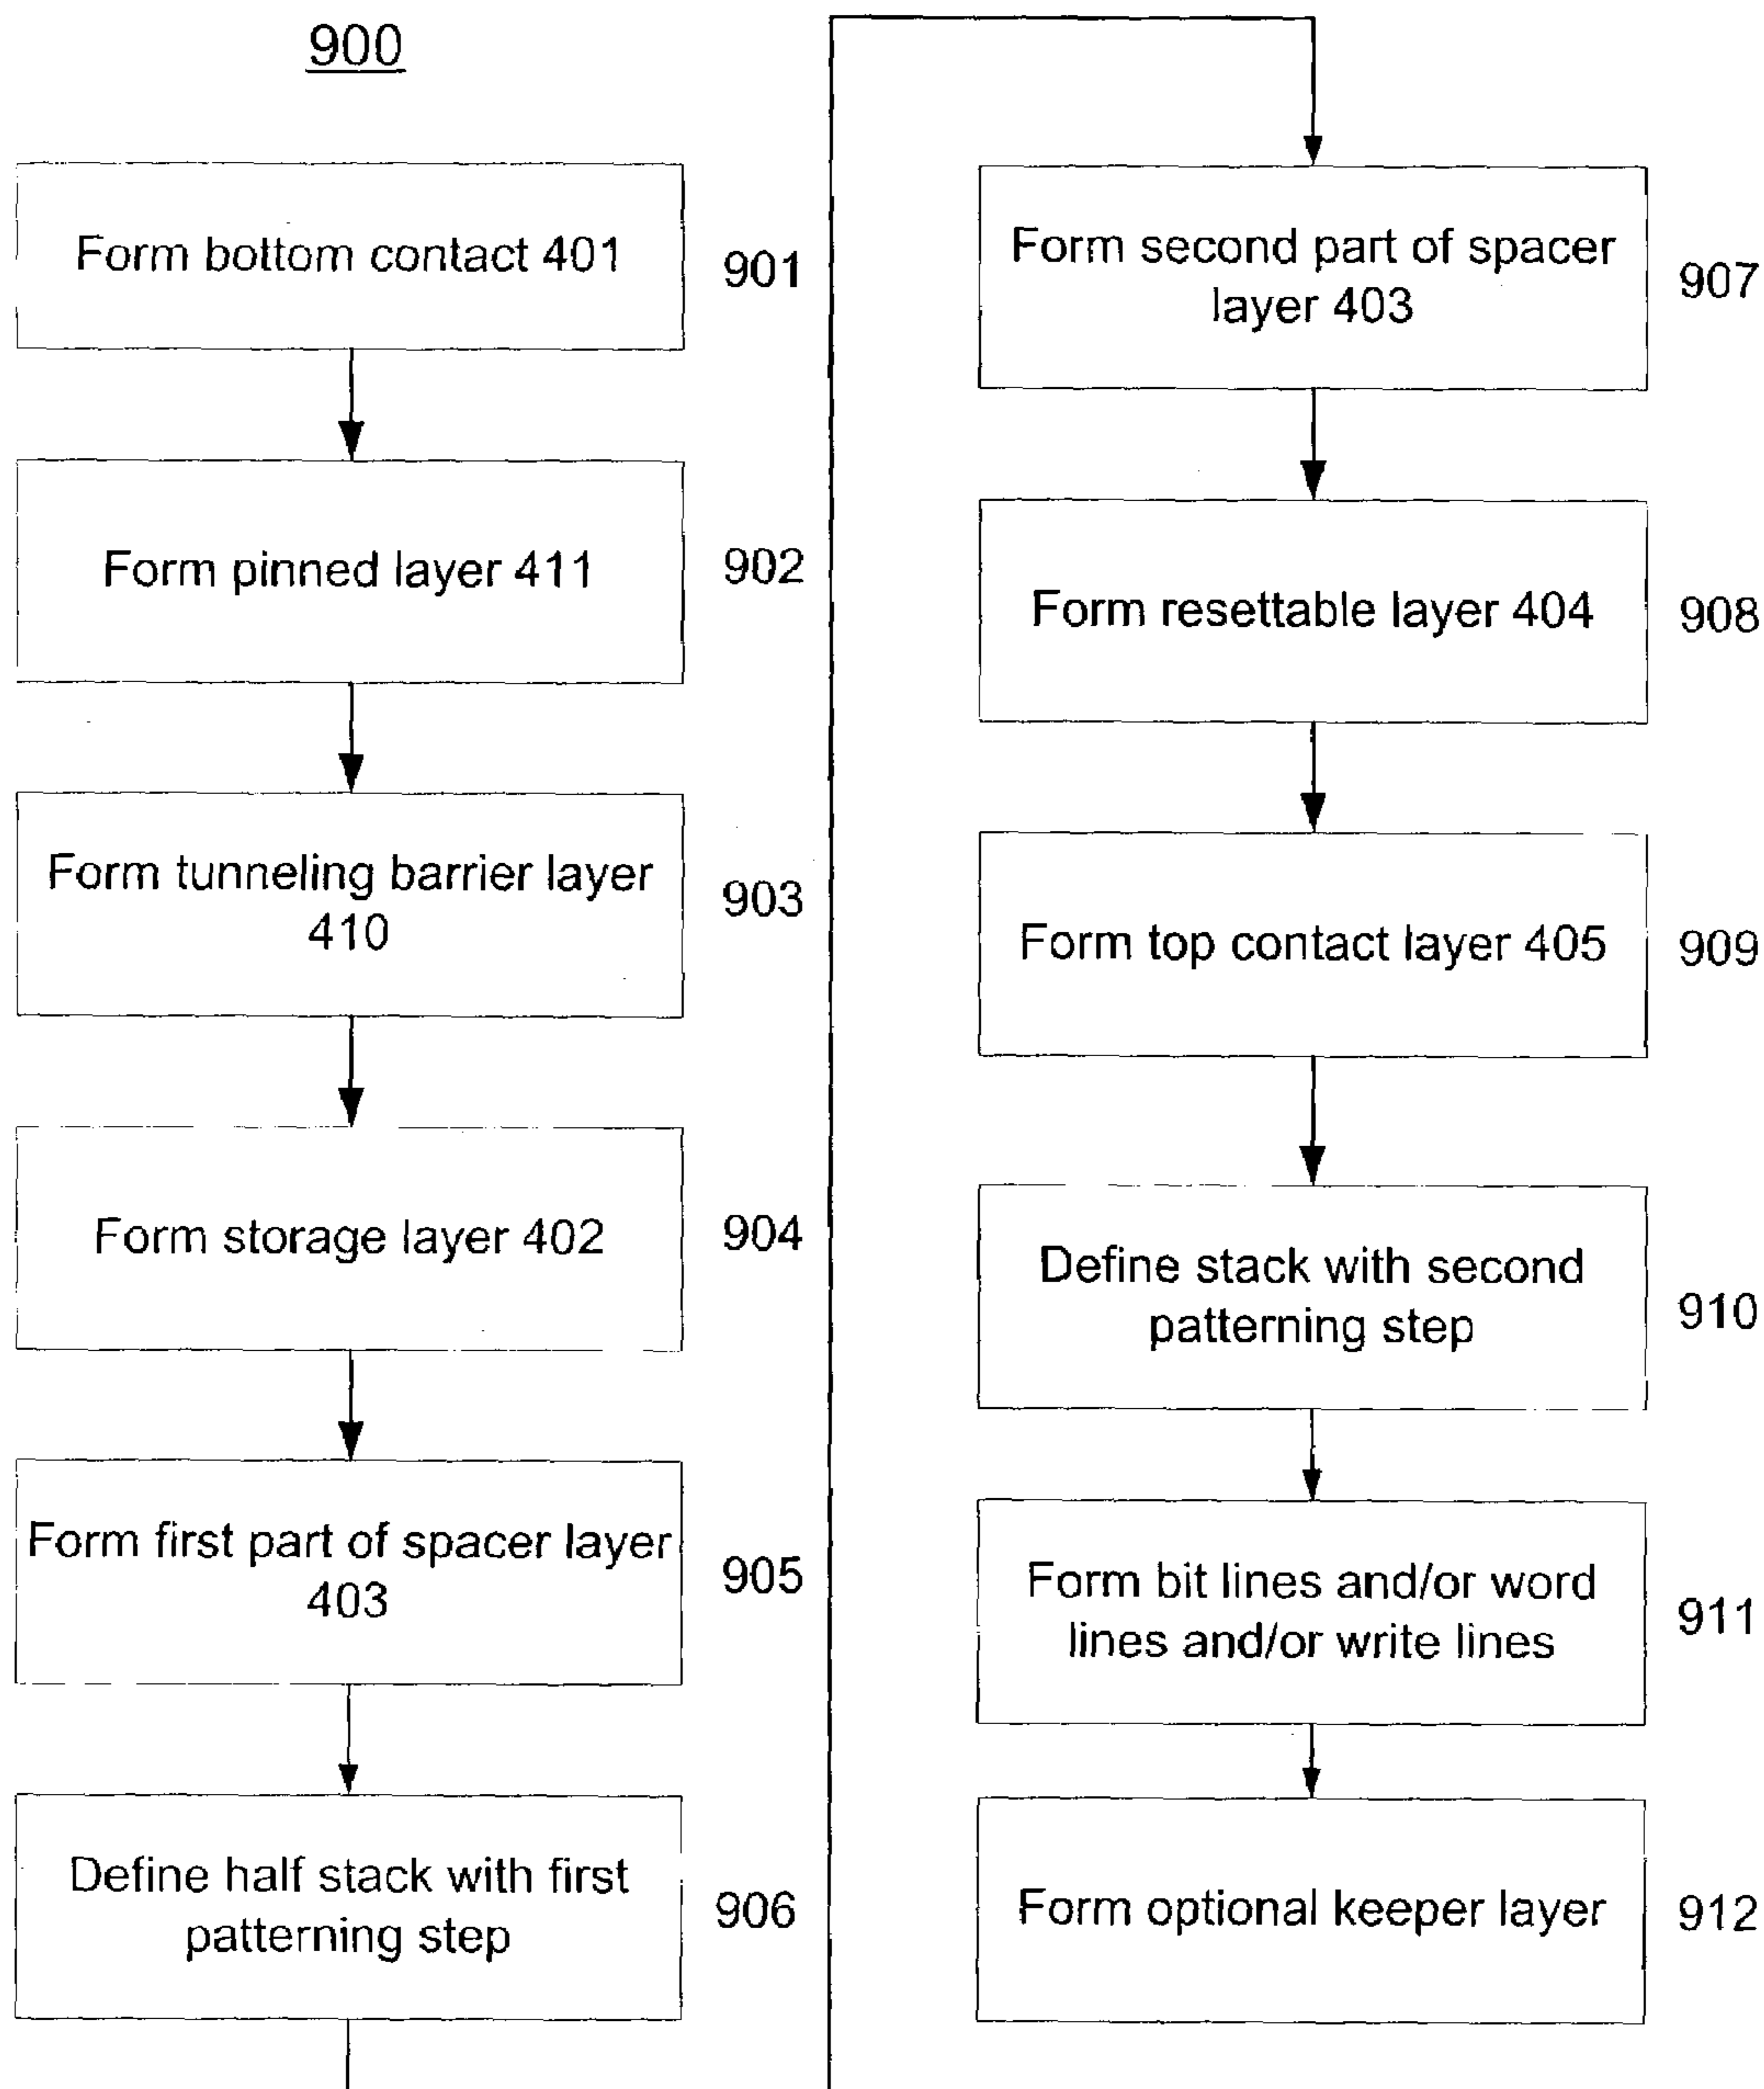 900
Form bottom contact 401
901
Form pinned layer 411
902
Form tunneling barrier layer
410
903
Form storage layer 402
904
Form first part of spacer layer
403
905
Define half stack with first
patterning step
906
Form second part of spacer
layer 403
907
Form resettable layer 404
908
Form top contact layer 405
909
Define stack with second
patterning step
910
Form bit lines and/or word
lines and/or write lines
911
Form optional keeper layer
912